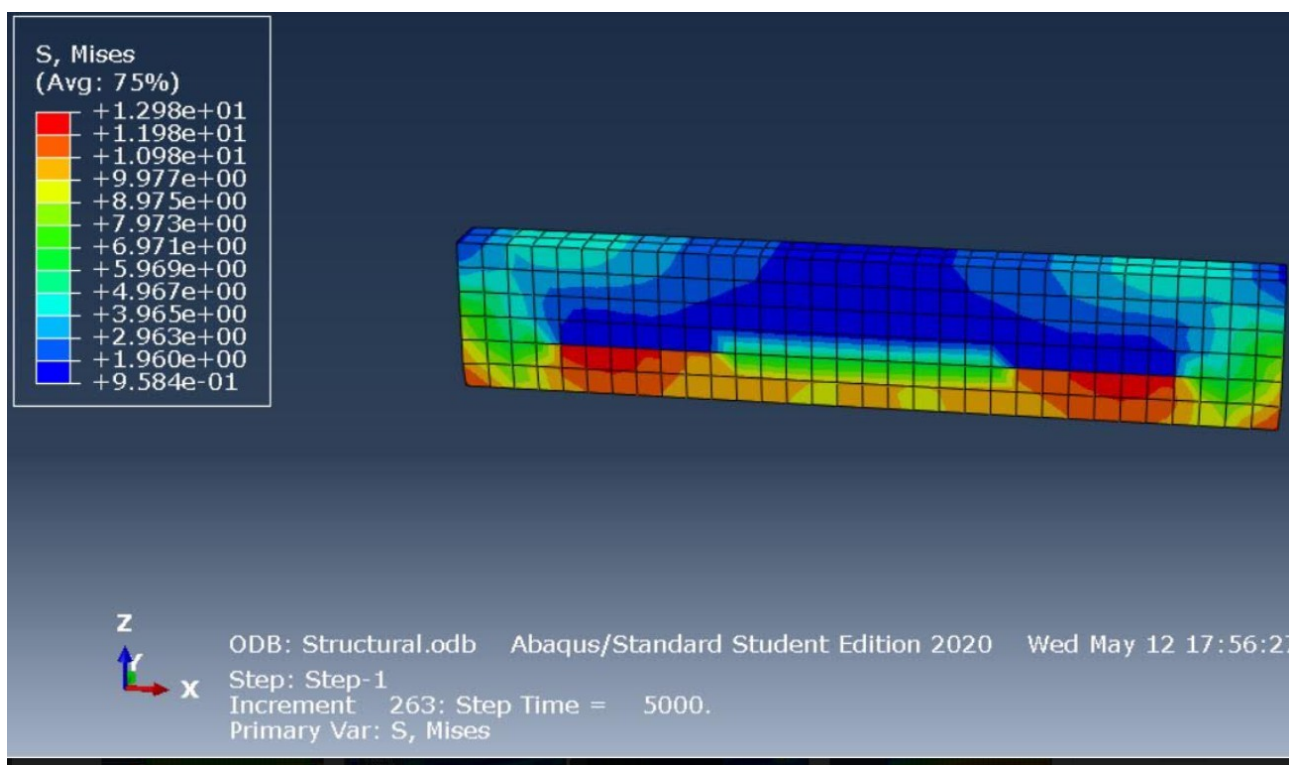 S, Mises
(Avg: 75%)
+1.298e+01
+1.198e+01
+1.098e+01
+9.977e+00
+8.975e+00
+7.973e+00
+6.971e+00
+5.969e+00
+4.967e+00
+3.965e+00
+2.963e+00
+1.960e+00
+9.584e-01
Z
Y
X
ODB: Structural.odb Abaqus/Standard Student Edition 2020 Wed May 12 17:56:27
Step: Step-1
Increment 263: Step Time = 5000.
Primary Var: S, Mises